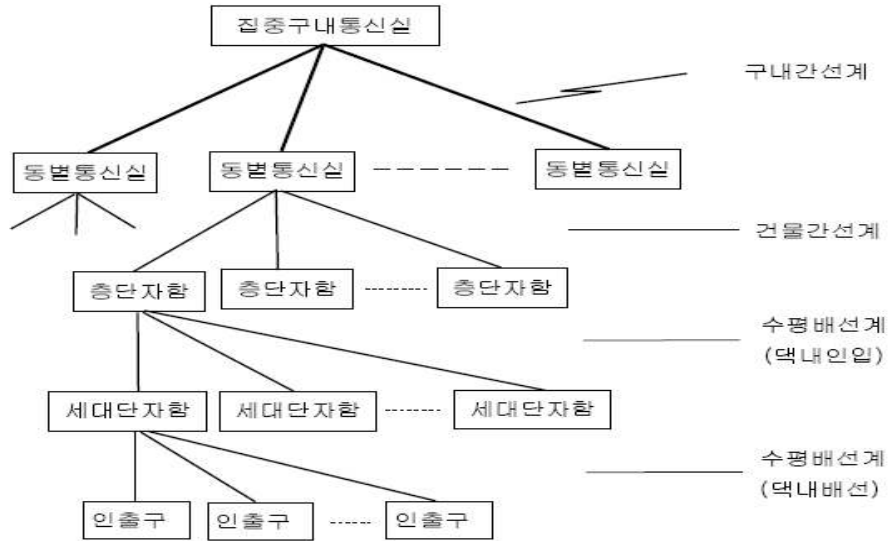 집중구내통신실
구내간선계
동별통신실 동별통신실 동별통신실
건물간선계
층단자함 층단자함 층단자함
수평배선계
(댁내인입)
세대단자함 세대단자함 세대단자함
수평배선계
(댁내배선)
인출구 인출구 인출구